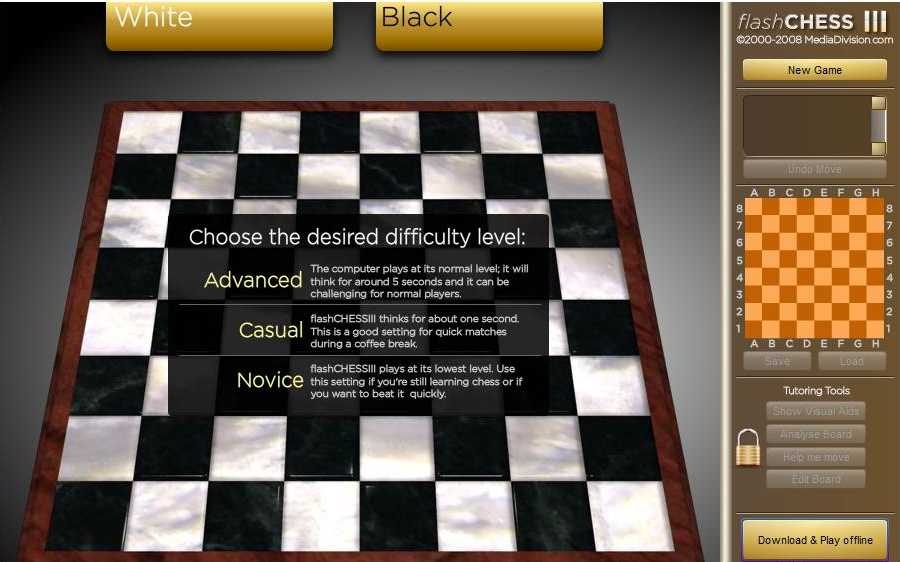 White
Black
flashCHESS III
©2000-2008 MediaDivision.com
New Game
Undo Move
A B C D E F G H
8 8
7 7
6 6
5 5
4 4
3 3
2 2
1 1
A B C D E F G H
Save Load
Tutoring Tools
Show Visual Aids
Analyse Board
Help me move
Edit Board
Download & Play offline
Choose the desired difficulty level:
Advanced
The computer plays at its normal level; it will
think for around 5 seconds and it can be
challenging for normal players.
Casual
flashCHESSIII thinks for about one second.
This is a good setting for quick matches
during a coffee break.
Novice
flashCHESSIII plays at its lowest level. Use
this setting if you're still learning chess or if
you want to beat it quickly.